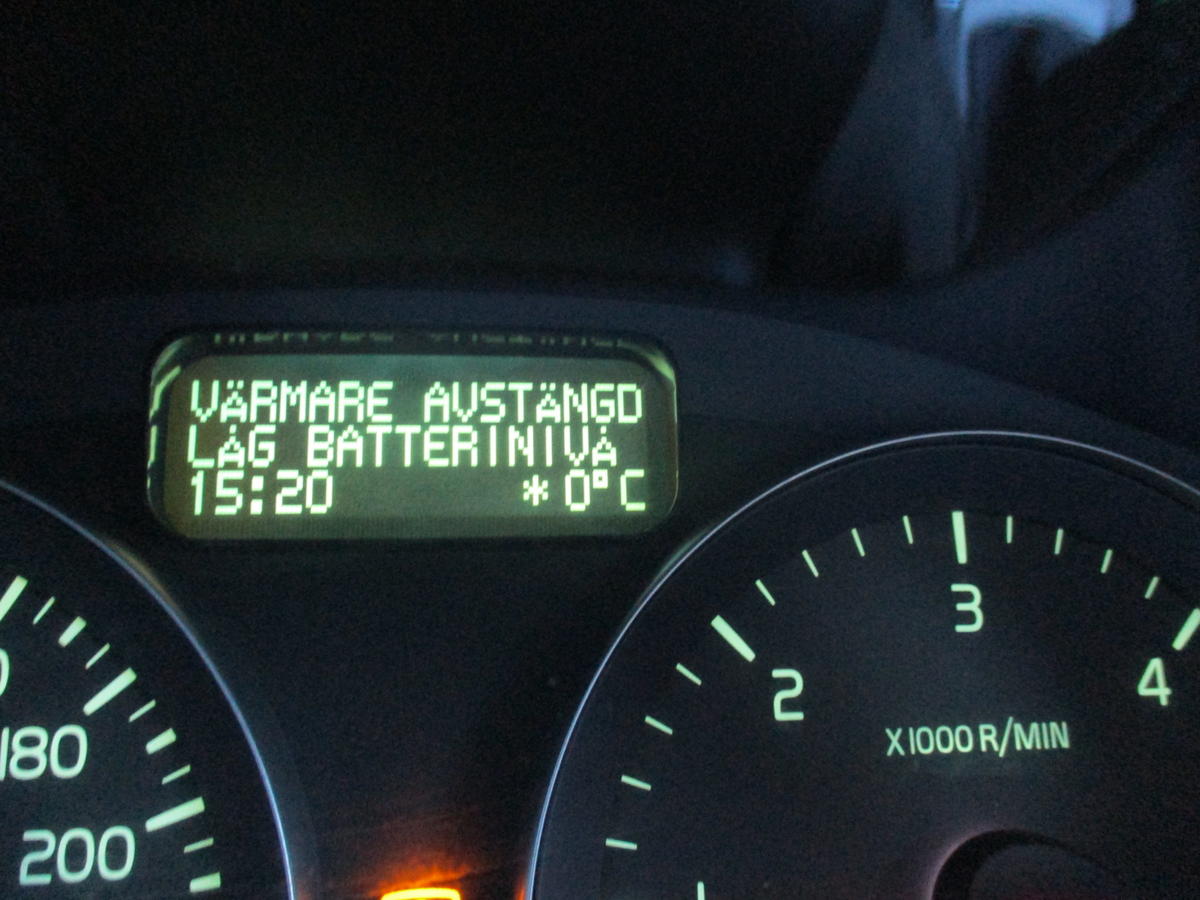 VÄRMARE AVSTÄNGD
LÅG BATTERINIVÅ
15:20 *0°C
3
2
4
X1000 R/MIN
180
200